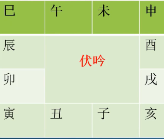 巳 午 未 申
辰 酉
伏吟
卯 戌
寅 丑 子 亥